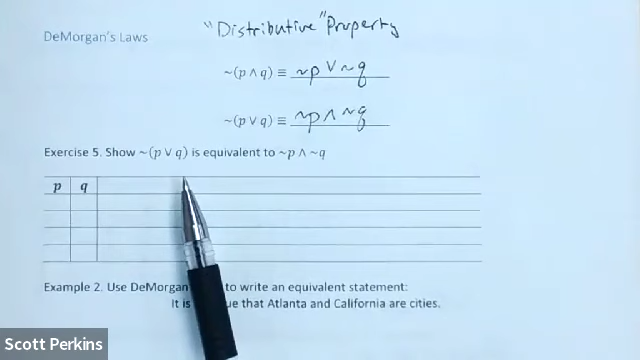 "Distributive" Property
DeMorgan's Laws
~(p ∧ q) ≡ ~p ∨ ~q
~(p ∨ q) ≡ ~p ∧ ~q
Exercise 5. Show ~(p ∨ q) is equivalent to ~p ∧ ~q
p q
Example 2. Use DeMorgan to write an equivalent statement:
It is ue that Atlanta and California are cities.
Scott Perkins